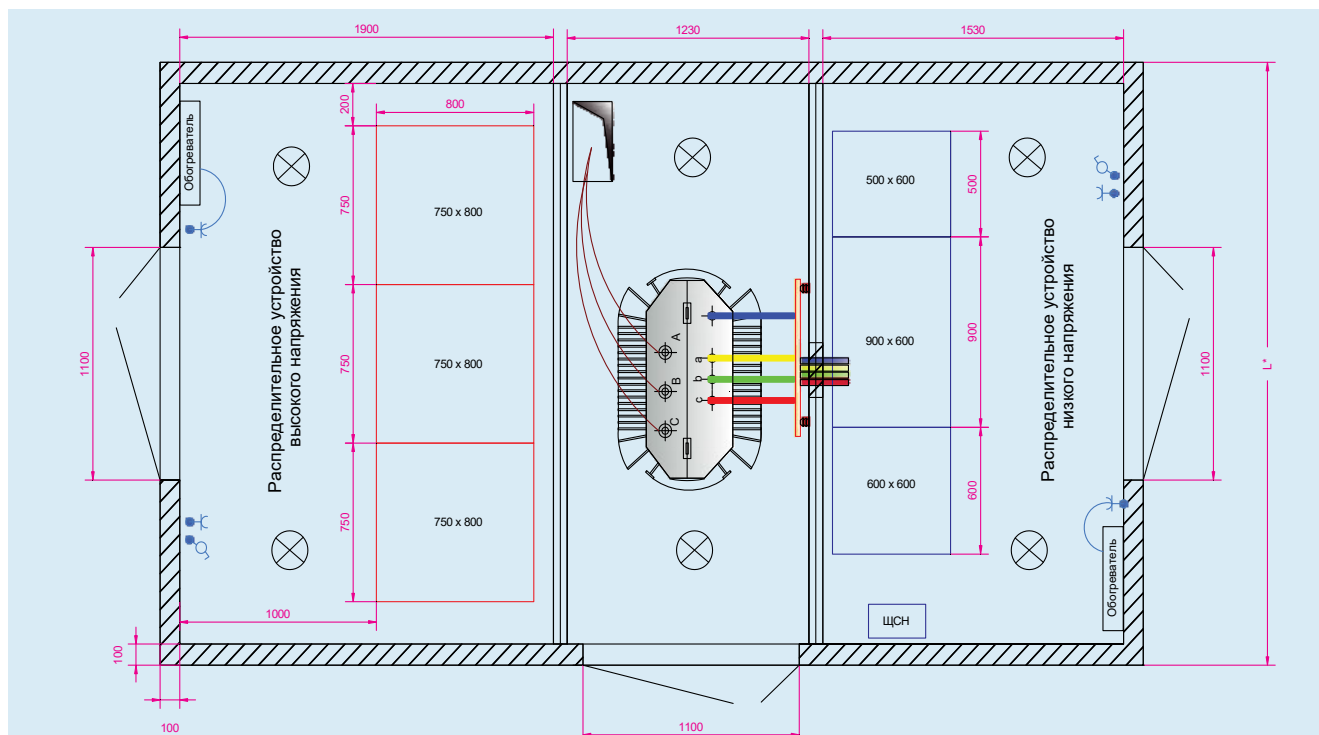 1900
1230
1530
200
800
Обогреватель
750
750 x 800
500 x 600
500
Распределительное устройство
высокого напряжения
Распределительное устройство
низкого напряжения
1100
750
750 x 800
A
B
C
a
b
c
900 x 600
900
1100
L*
750
750 x 800
600 x 600
600
Обогреватель
1000
ЩСН
100
100
1100